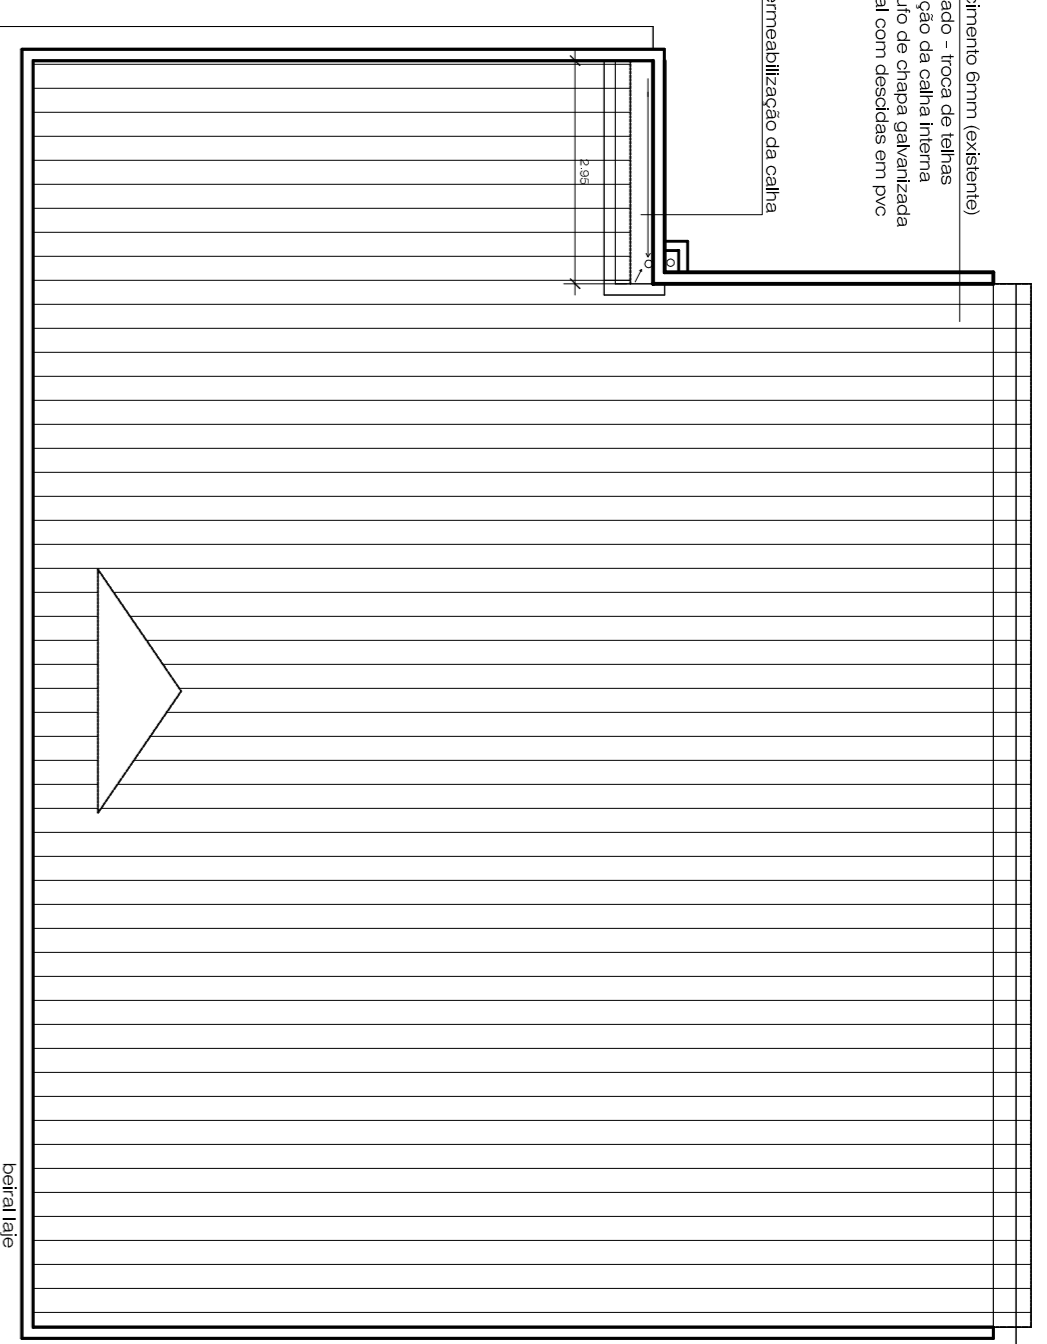 cimento 6mm (existente)
ado - troca de telhas
ção da calha interna
ufo de chapa galvanizada
al com descidas em pvc
ermeabilização da calha
2.95
beiral laje